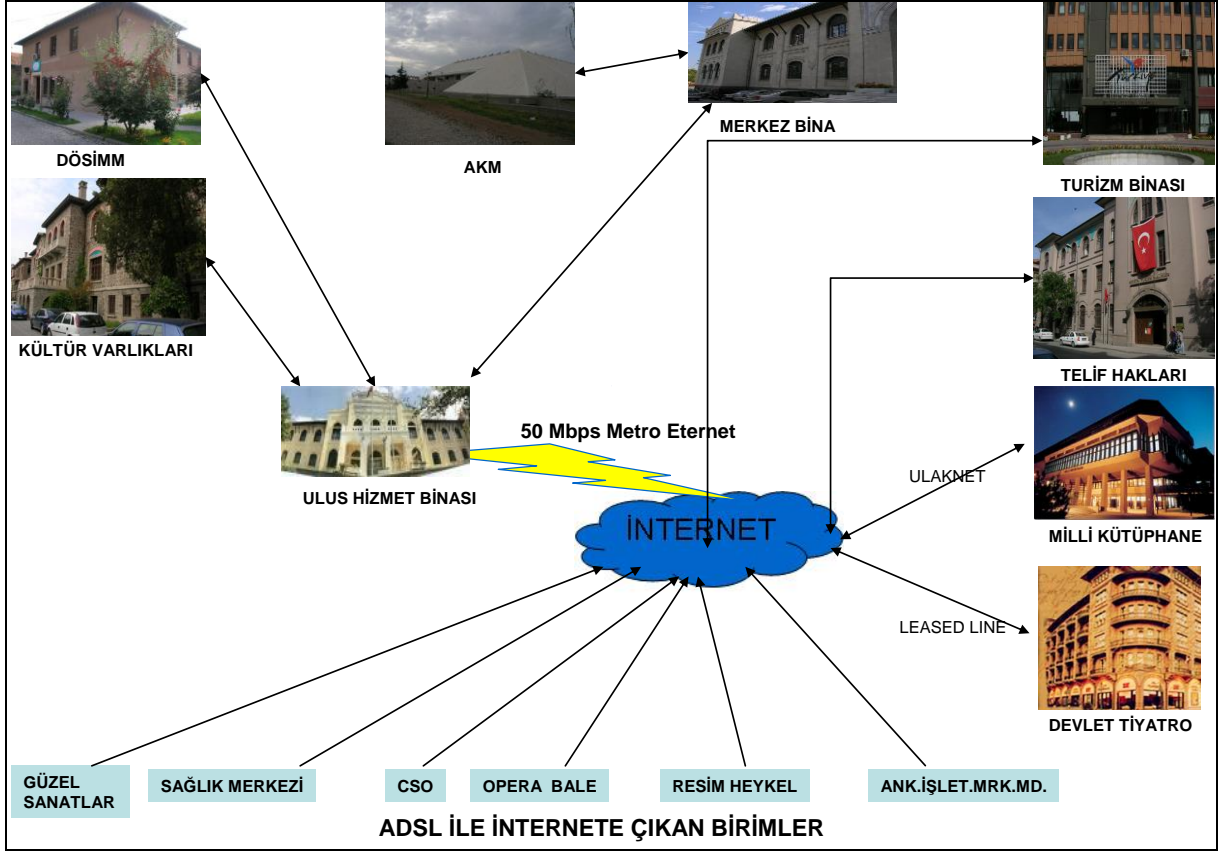 DÖSİMM
AKM
MERKEZ BİNA
TURİZM BİNASI
KÜLTÜR VARLIKLARI
TELİF HAKLARI
50 Mbps Metro Eternet
ULUS HİZMET BİNASI
ULAKNET
İNTERNET
MİLLİ KÜTÜPHANE
LEASED LINE
DEVLET TİYATRO
GÜZEL
SANATLAR
SAĞLIK MERKEZİ
CSO
OPERA BALE
RESİM HEYKEL
ANK.İŞLET.MRK.MD.
ADSL İLE İNTERNETE ÇIKAN BİRİMLER